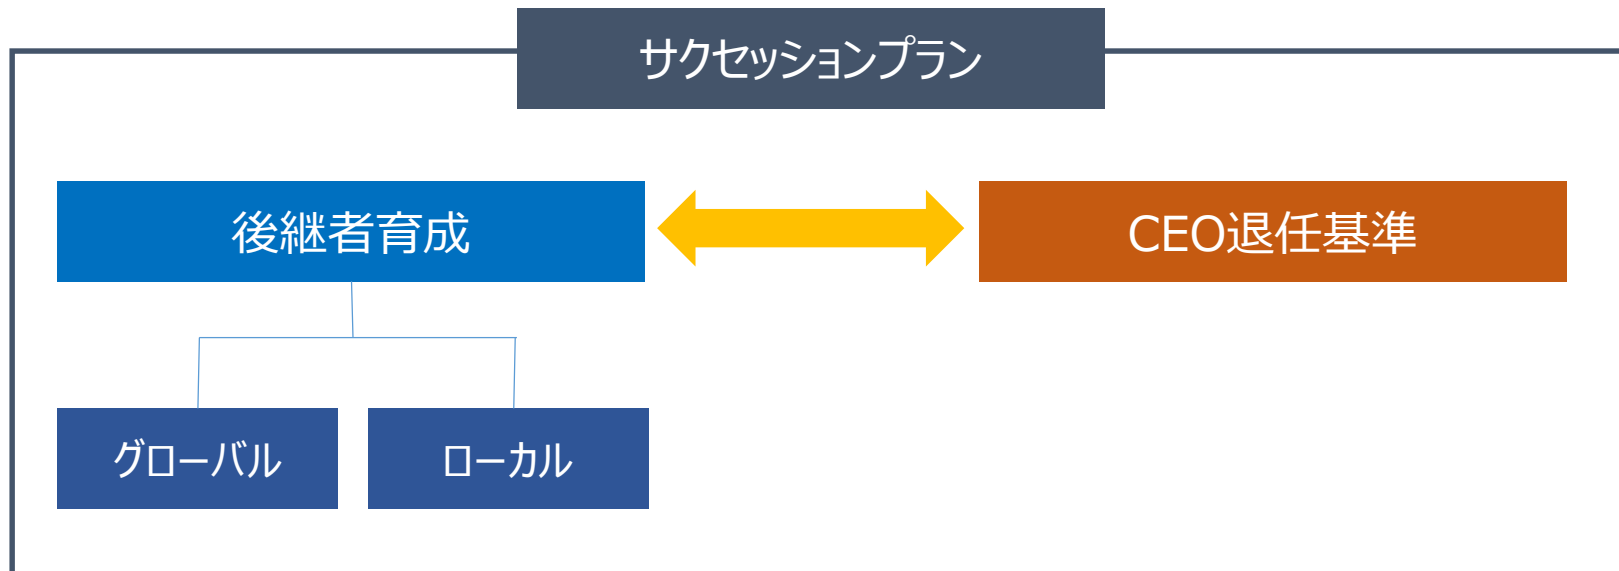 サクセッションプラン
後継者育成
CEO退任基準
グローバル
ローカル